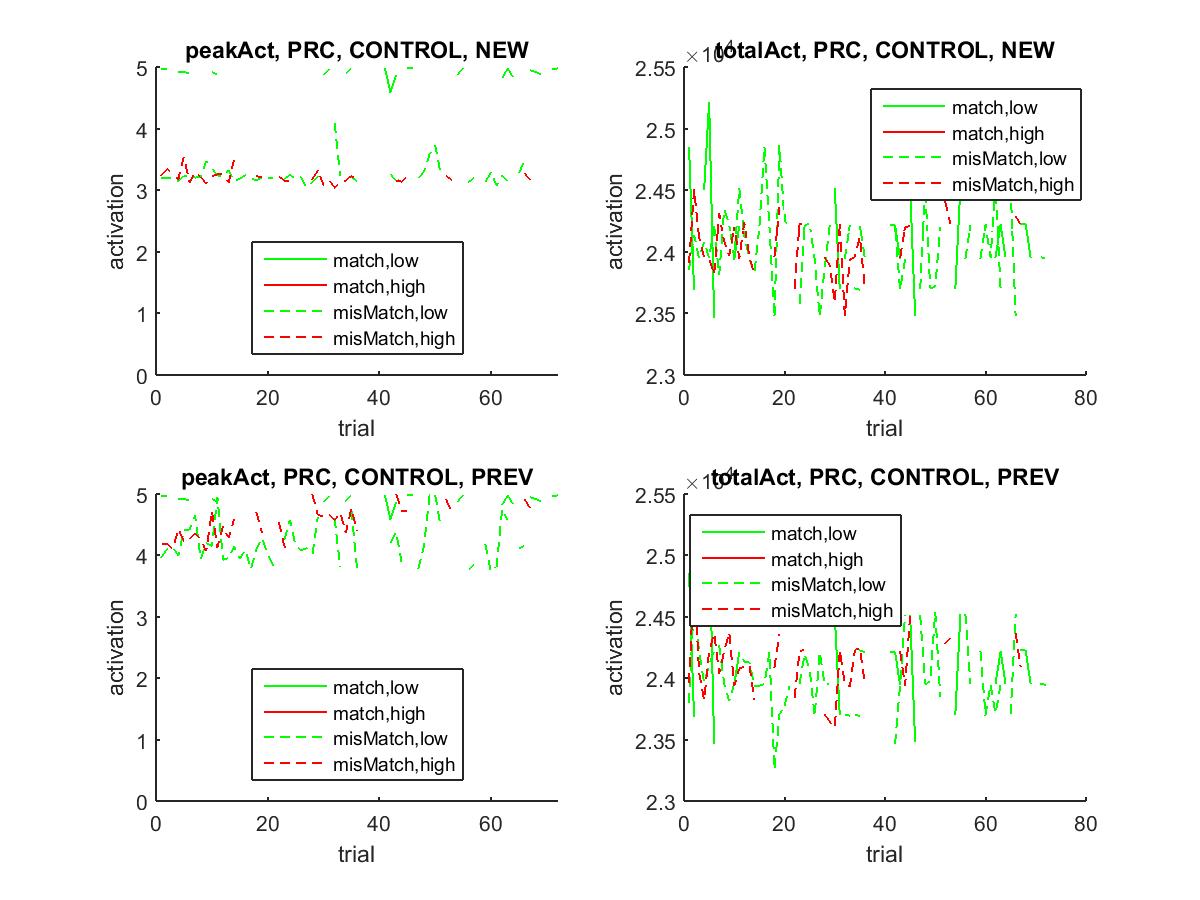 peakAct, PRC, CONTROL, NEW
5
4
3
2
1
0
activation
0 20 40 60
trial
match,low
match,high
misMatch,low
misMatch,high
totalAct, PRC, CONTROL, NEW
×10⁴
2.55
2.5
2.45
2.4
2.35
2.3
activation
0 20 40 60 80
trial
match,low
match,high
misMatch,low
misMatch,high
peakAct, PRC, CONTROL, PREV
5
4
3
2
1
0
activation
0 20 40 60
trial
match,low
match,high
misMatch,low
misMatch,high
totalAct, PRC, CONTROL, PREV
×10⁴
2.55
2.5
2.45
2.4
2.35
2.3
activation
0 20 40 60 80
trial
match,low
match,high
misMatch,low
misMatch,high